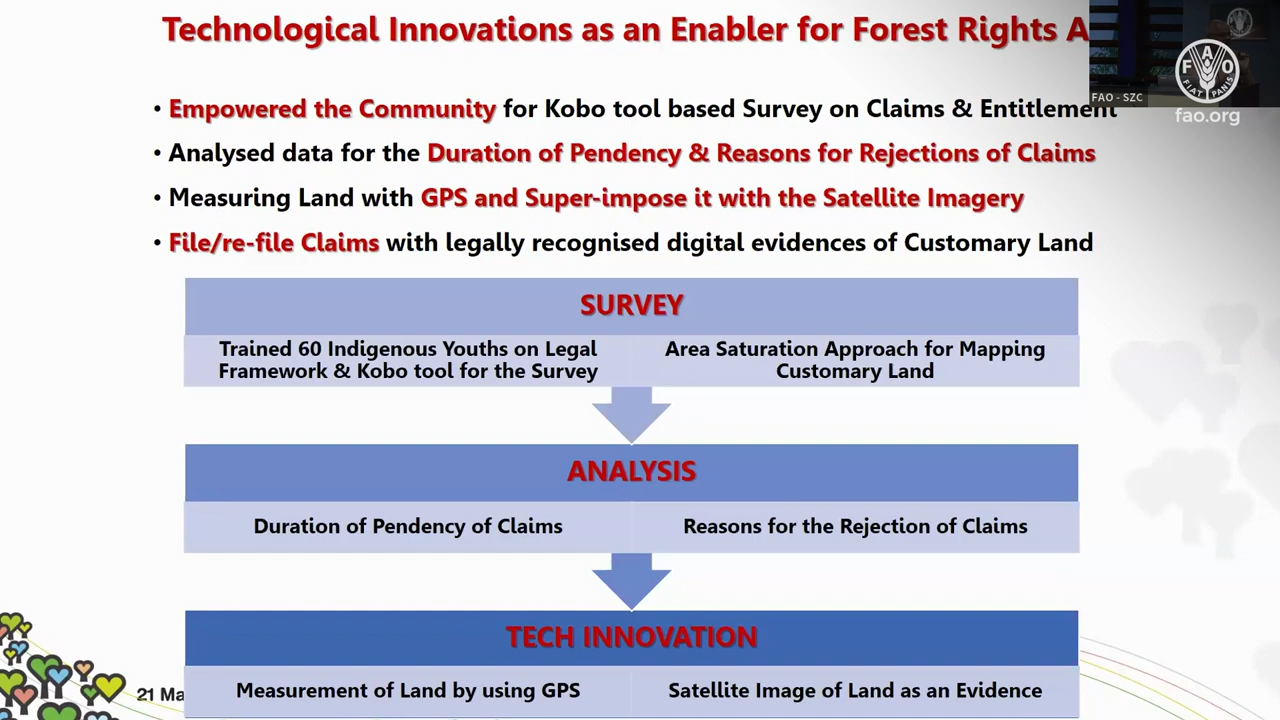 Technological Innovations as an Enabler for Forest Rights A
• Empowered the Community for Kobo tool based Survey on Claims & Entitlement
• Analysed data for the Duration of Pendency & Reasons for Rejections of Claims
• Measuring Land with GPS and Super-impose it with the Satellite Imagery
• File/re-file Claims with legally recognised digital evidences of Customary Land
FAO - SZC
F A O
FIAT PANIS
fao.org
SURVEY
Trained 60 Indigenous Youths on Legal
Framework & Kobo tool for the Survey
Area Saturation Approach for Mapping
Customary Land
ANALYSIS
Duration of Pendency of Claims
Reasons for the Rejection of Claims
TECH INNOVATION
Measurement of Land by using GPS
Satellite Image of Land as an Evidence
21 Ma